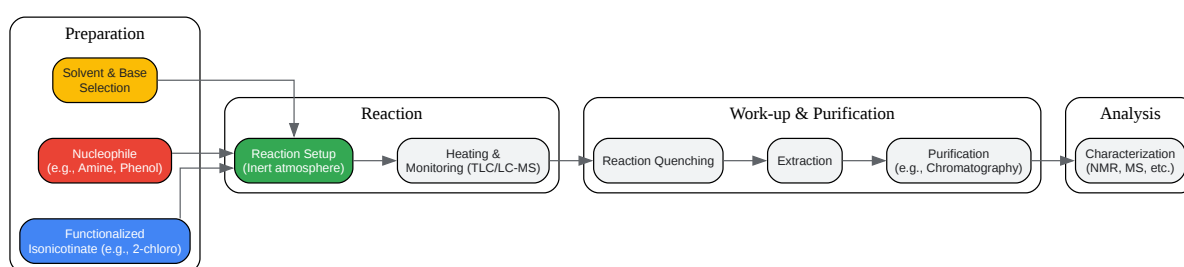 Preparation
Solvent & Base
Selection
Nucleophile
(e.g., Amine, Phenol)
Functionalized
Isonicotinate (e.g., 2-chloro)
Reaction
Reaction Setup
(Inert atmosphere)
Heating &
Monitoring (TLC/LC-MS)
Work-up & Purification
Reaction Quenching
Extraction
Purification
(e.g., Chromatography)
Analysis
Characterization
(NMR, MS, etc.)